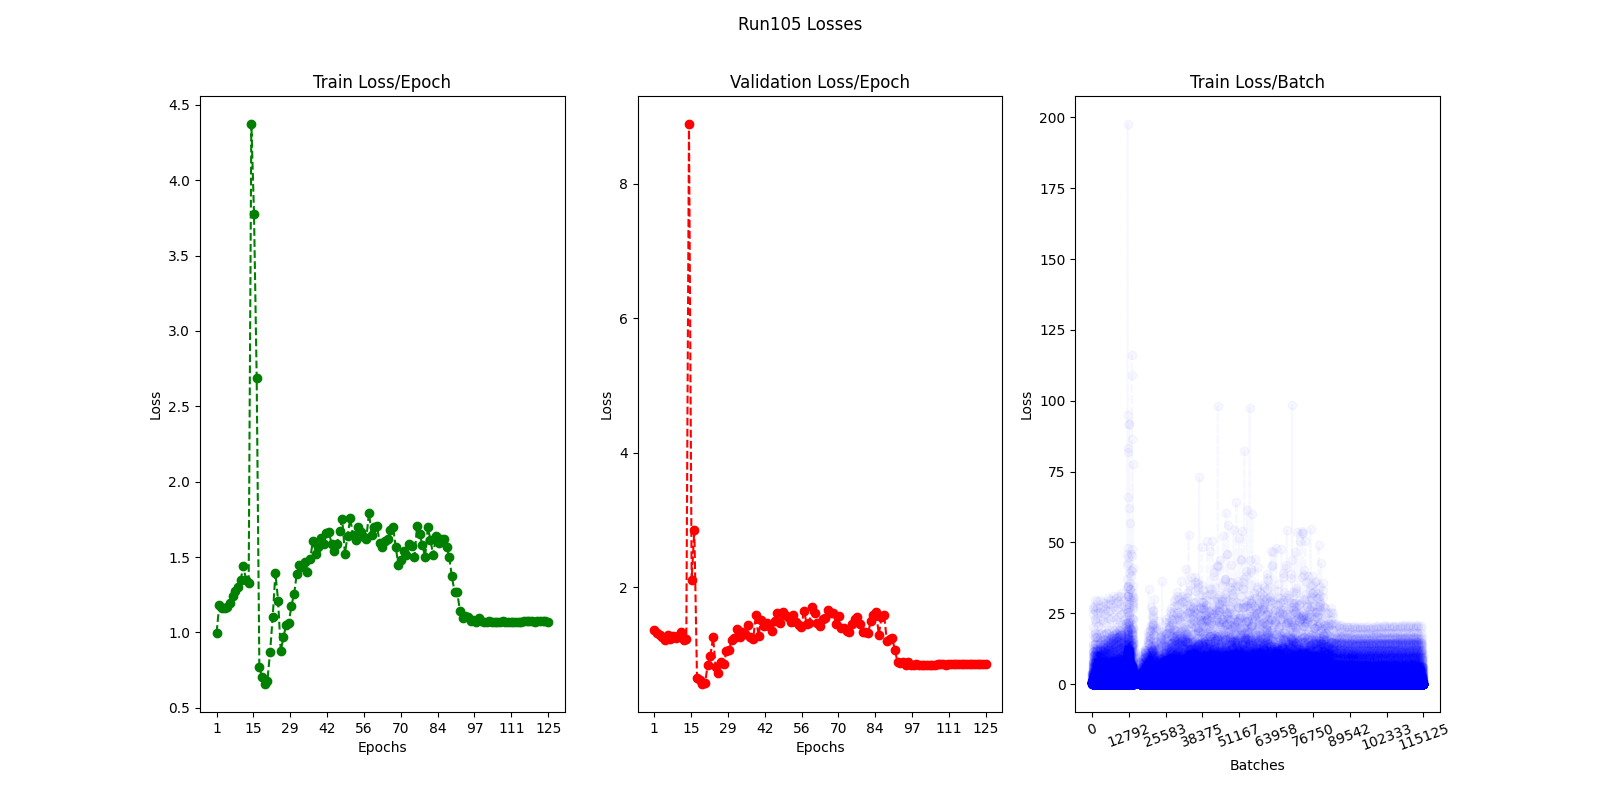 Run105 Losses
Train Loss/Epoch
Validation Loss/Epoch
Train Loss/Batch
4.5
4.0
3.5
3.0
2.5
2.0
1.5
1.0
0.5
Loss
1 15 29 42 56 70 84 97 111 125
Epochs
8
6
4
2
Loss
1 15 29 42 56 70 84 97 111 125
Epochs
200
175
150
125
100
75
50
25
0
Loss
0 12792 25583 38375 51167 63958 76750 89542 102333 115125
Batches